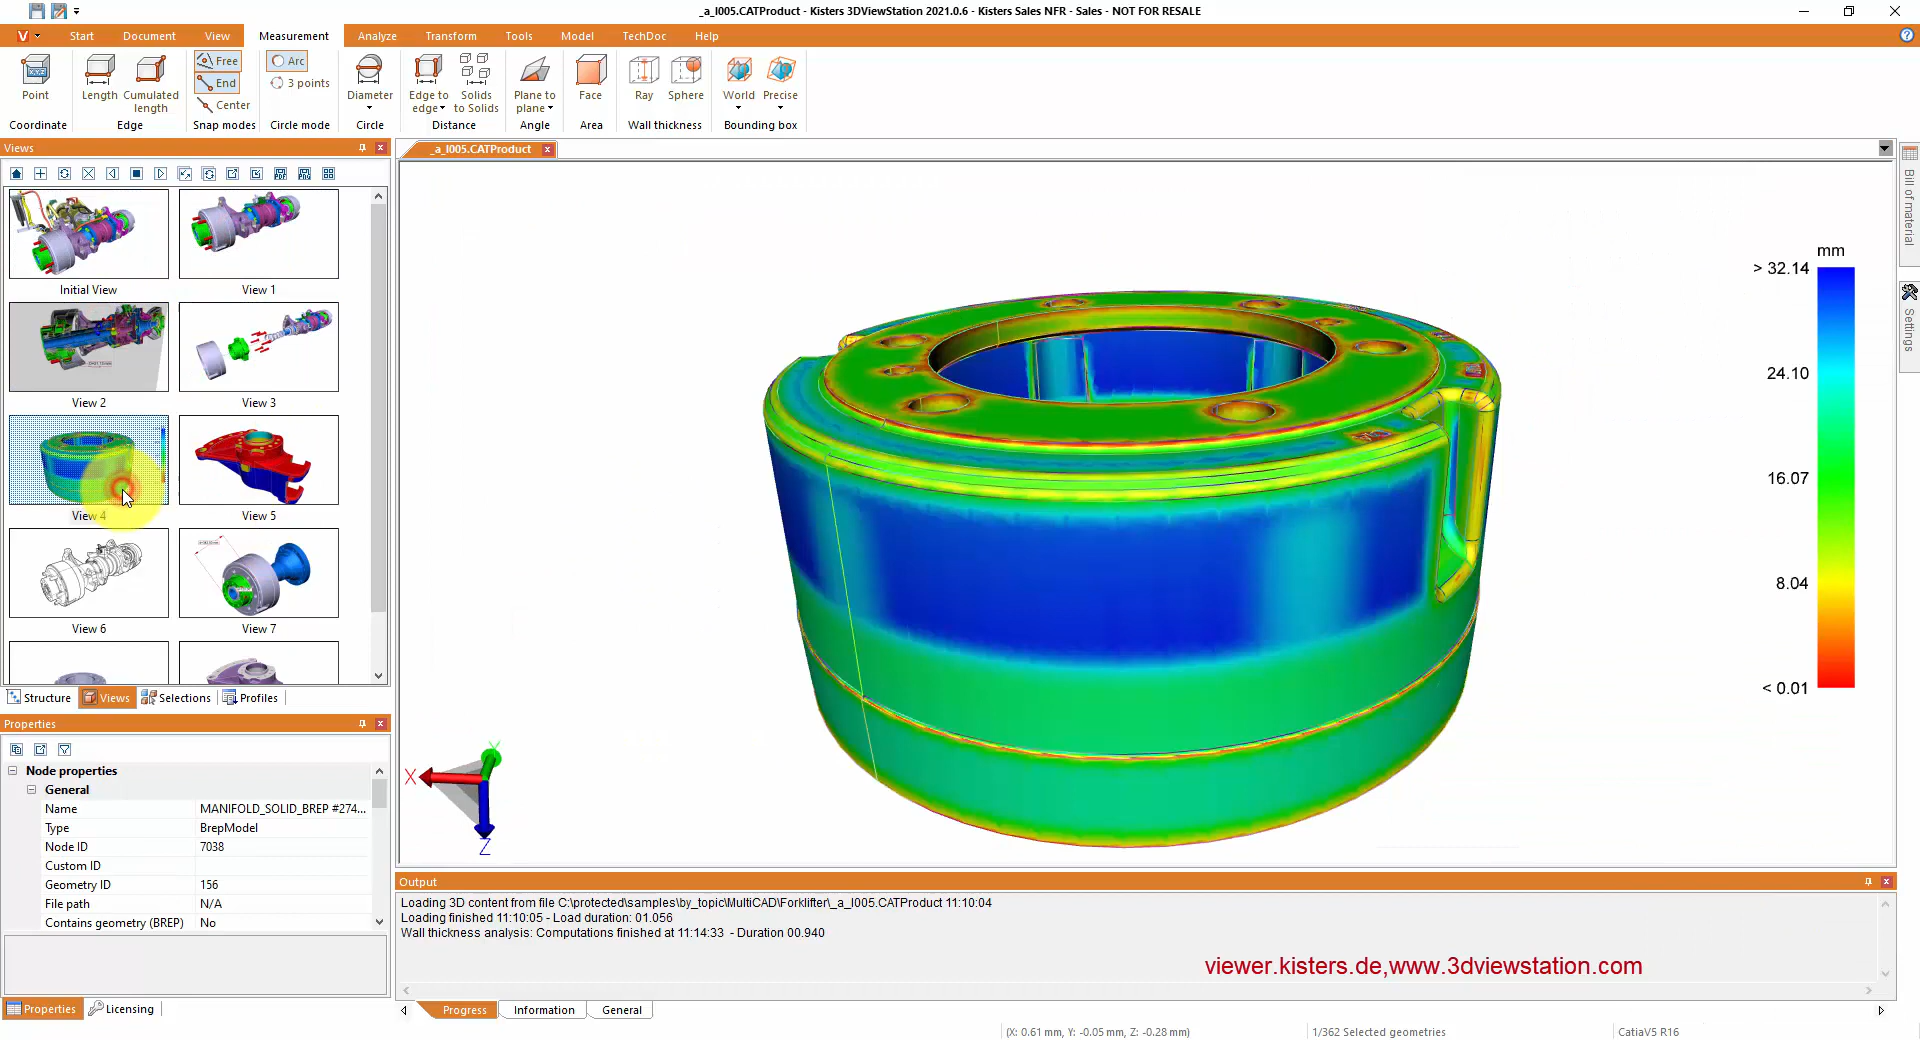 _a_I005.CATProduct - Kisters 3DViewStation 2021.0.6 - Kisters Sales NFR - Sales - NOT FOR RESALE
Start Document View Measurement Analyze Transform Tools Model TechDoc Help
Point
Coordinate
Length
Cumulated length
Edge
Free
End
Center
Snap modes
Arc
3 points
Circle mode
Diameter
Circle
Edge to edge
Solids to Solids
Distance
Plane to plane
Angle
Face
Area
Ray
Sphere
Wall thickness
World
Precise
Bounding box
Views
_a_I005.CATProduct
Initial View
View 1
View 2
View 3
View 4
View 5
View 6
View 7
Structure Views Selections Profiles
Properties
Node properties
General
Name MANIFOLD_SOLID_BREP #274...
Type BrepModel
Node ID 7038
Custom ID
Geometry ID 156
File path N/A
Contains geometry (BREP) No
Properties Licensing
mm
> 32.14
24.10
16.07
8.04
< 0.01
X
Y
Z
Bill of material
Settings
Output
Loading 3D content from file C:\protected\samples\by_topic\MultiCAD\Forklifter\_a_I005.CATProduct 11:10:04
Loading finished 11:10:05 - Load duration: 01.056
Wall thickness analysis: Computations finished at 11:14:33 - Duration 00.940
viewer.kisters.de,www.3dviewstation.com
Progress Information General
(X: 0.61 mm, Y: -0.05 mm, Z: -0.28 mm)
1/362 Selected geometries
CatiaV5 R16